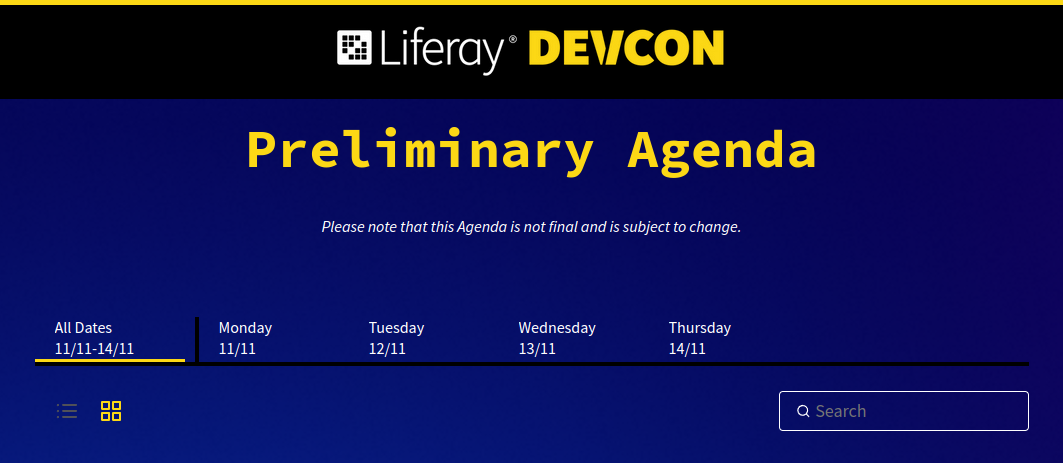 Liferay® DEVCON
Preliminary Agenda
Please note that this Agenda is not final and is subject to change.
All Dates
11/11-14/11
Monday
11/11
Tuesday
12/11
Wednesday
13/11
Thursday
14/11
Search